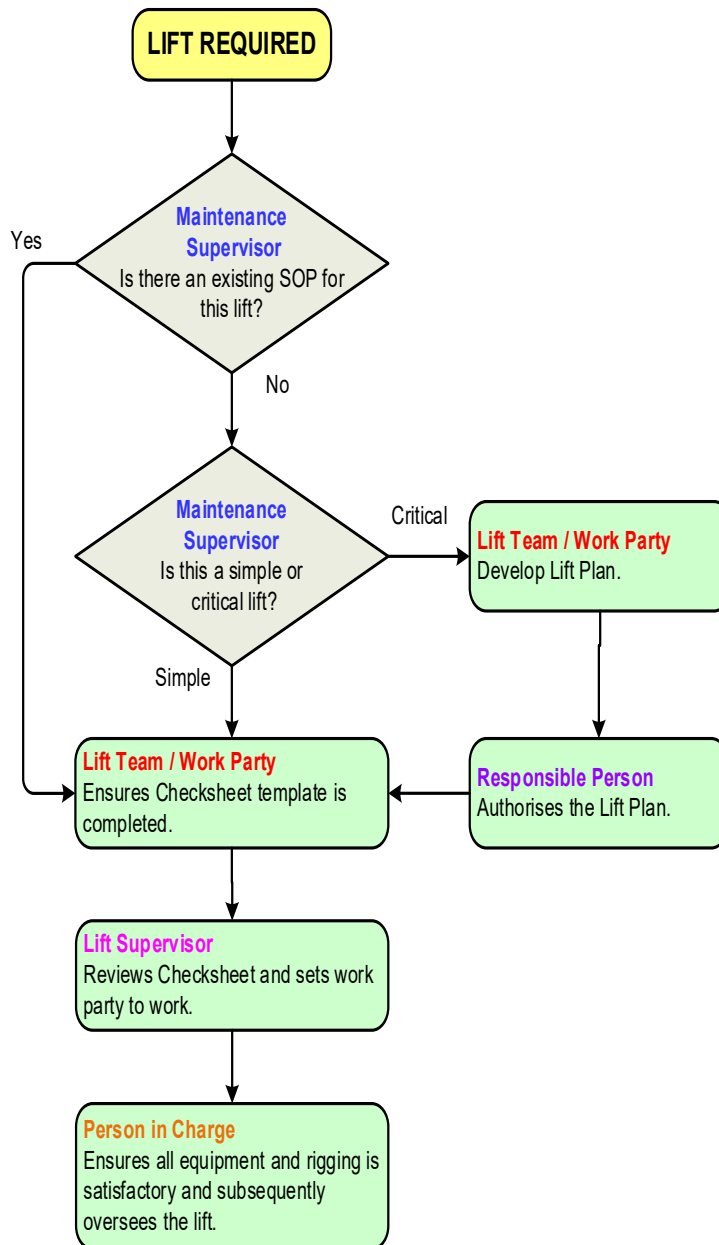 LIFT REQUIRED
Maintenance
Supervisor
Is there an existing SOP for
this lift?
Yes
No
Maintenance
Supervisor
Is this a simple or
critical lift?
Critical
Lift Team / Work Party
Develop Lift Plan.
Simple
Lift Team / Work Party
Ensures Checksheet template is
completed.
Responsible Person
Authorises the Lift Plan.
Lift Supervisor
Reviews Checksheet and sets work
party to work.
Person in Charge
Ensures all equipment and rigging is
satisfactory and subsequently
oversees the lift.